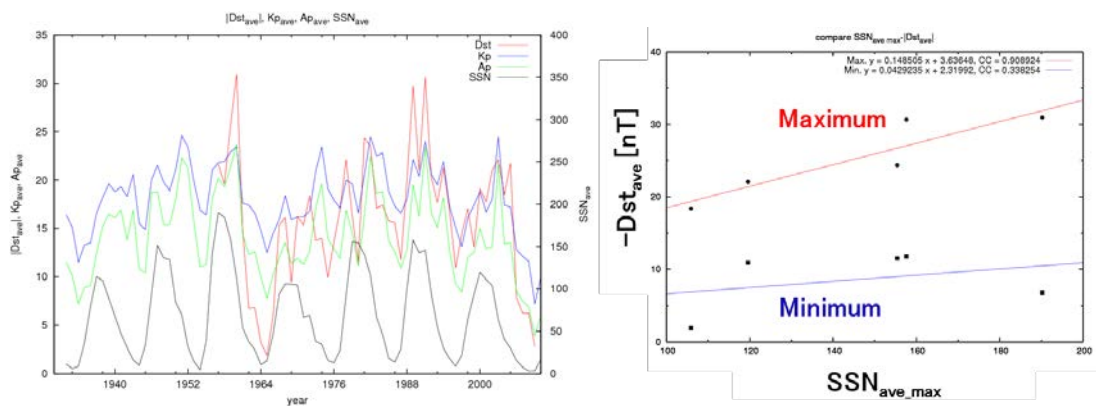 |Dst_ave|, Kp_ave, Ap_ave, SSN_ave
Dst
Kp
Ap
SSN
35
30
25
20
15
10
5
0
|Dst_ave|, Kp_ave, Ap_ave
400
350
300
250
200
150
100
50
0
SSN_ave
1940
1952
1964
1976
1988
2000
year
compare SSN_ave max-|Dst_ave|
Max. y = 0.148505 x + 3.63648, CC = 0.908924
Min. y = 0.0429235 x + 2.31992, CC = 0.338254
40
30
20
10
0
-Dst_ave [nT]
Maximum
Minimum
100
120
140
160
180
200
SSN_ave_max